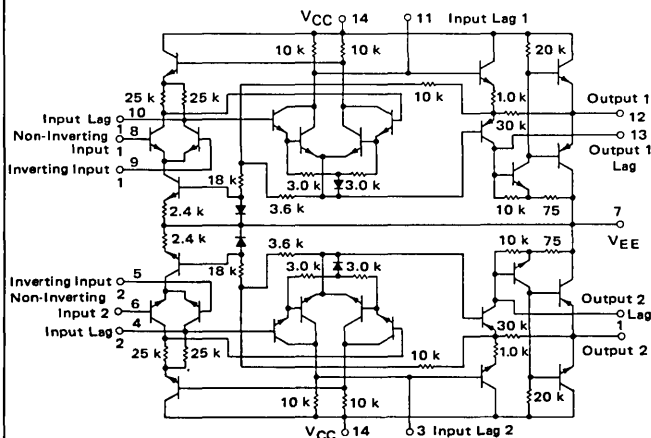 VCC 14 11 Input Lag 1
10 k 10 k 20 k
25 k 25 k 10 k 1.0 k
Input Lag 10 Output 1
1 30 k 12
Non-Inverting 8
Input 1 13
9 Output 1
Inverting Input 18 k 3.0 k 3.0 k Lag
1
2.4 k 3.6 k 10 k 75
7
2.4 k 3.6 k 10 k 75 VEE
Inverting Input 5 18 k 3.0 k 3.0 k
Non-Inverting 2 Output 2
Input 2 6 Lag
Input Lag 4 30 k 1
2 10 k 1.0 k Output 2
25 k 25 k
10 k 10 k 20 k
VCC 14 3 Input Lag 2